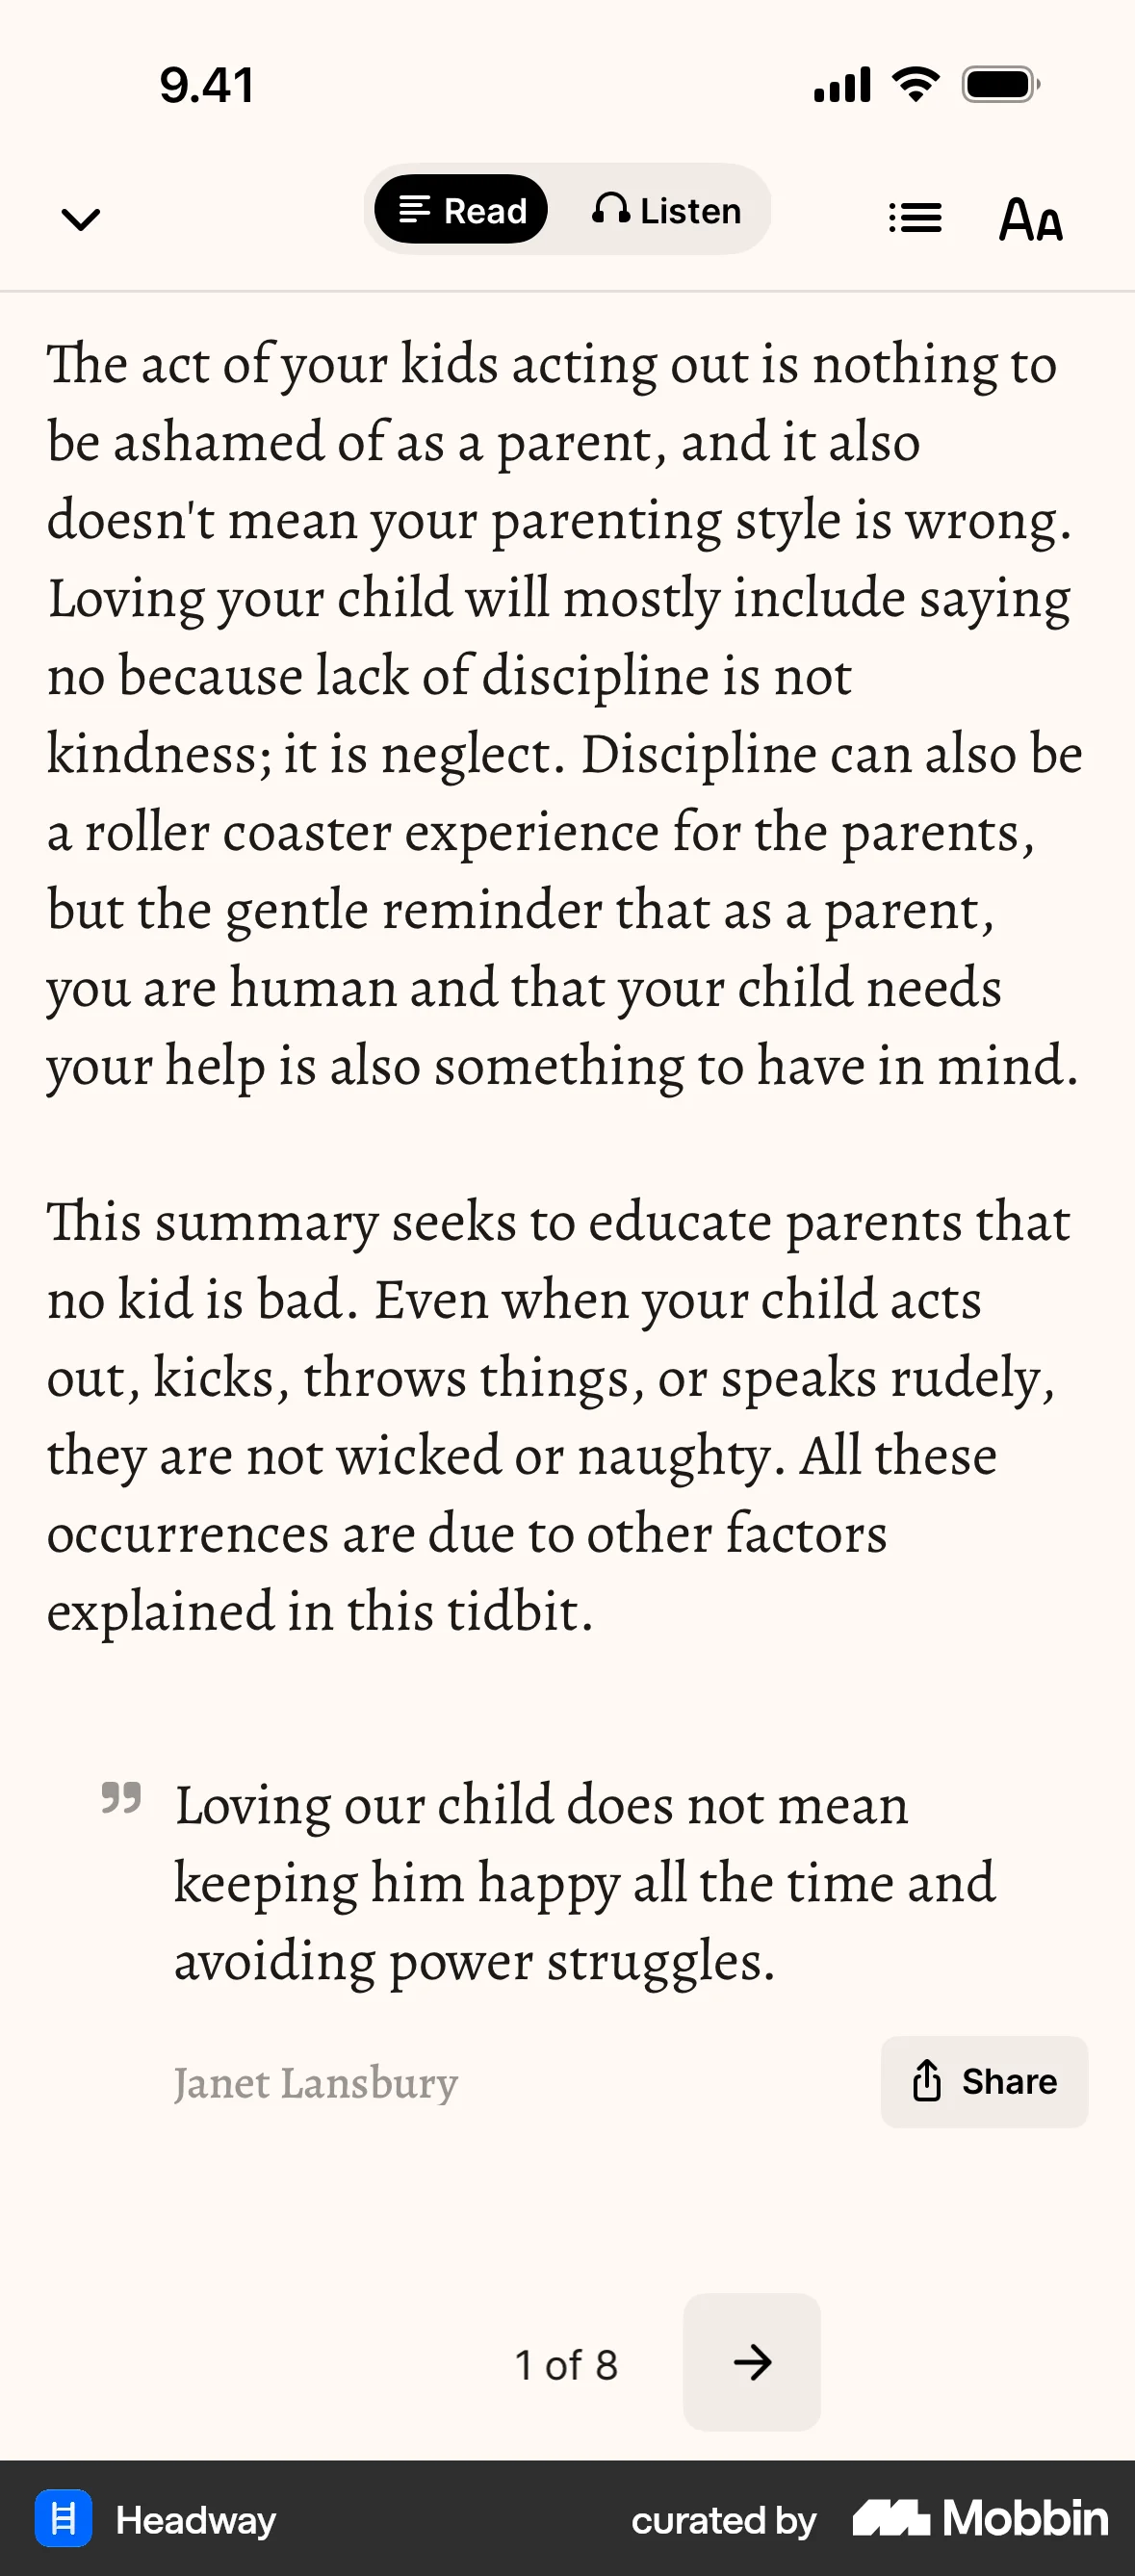 9.41
Read
Listen
AA
The act of your kids acting out is nothing to
be ashamed of as a parent, and it also
doesn't mean your parenting style is wrong.
Loving your child will mostly include saying
no because lack of discipline is not
kindness; it is neglect. Discipline can also be
a roller coaster experience for the parents,
but the gentle reminder that as a parent,
you are human and that your child needs
your help is also something to have in mind.
This summary seeks to educate parents that
no kid is bad. Even when your child acts
out, kicks, throws things, or speaks rudely,
they are not wicked or naughty. All these
occurrences are due to other factors
explained in this tidbit.
” Loving our child does not mean
keeping him happy all the time and
avoiding power struggles.
Janet Lansbury
Share
1 of 8
Headway
curated by Mobbin